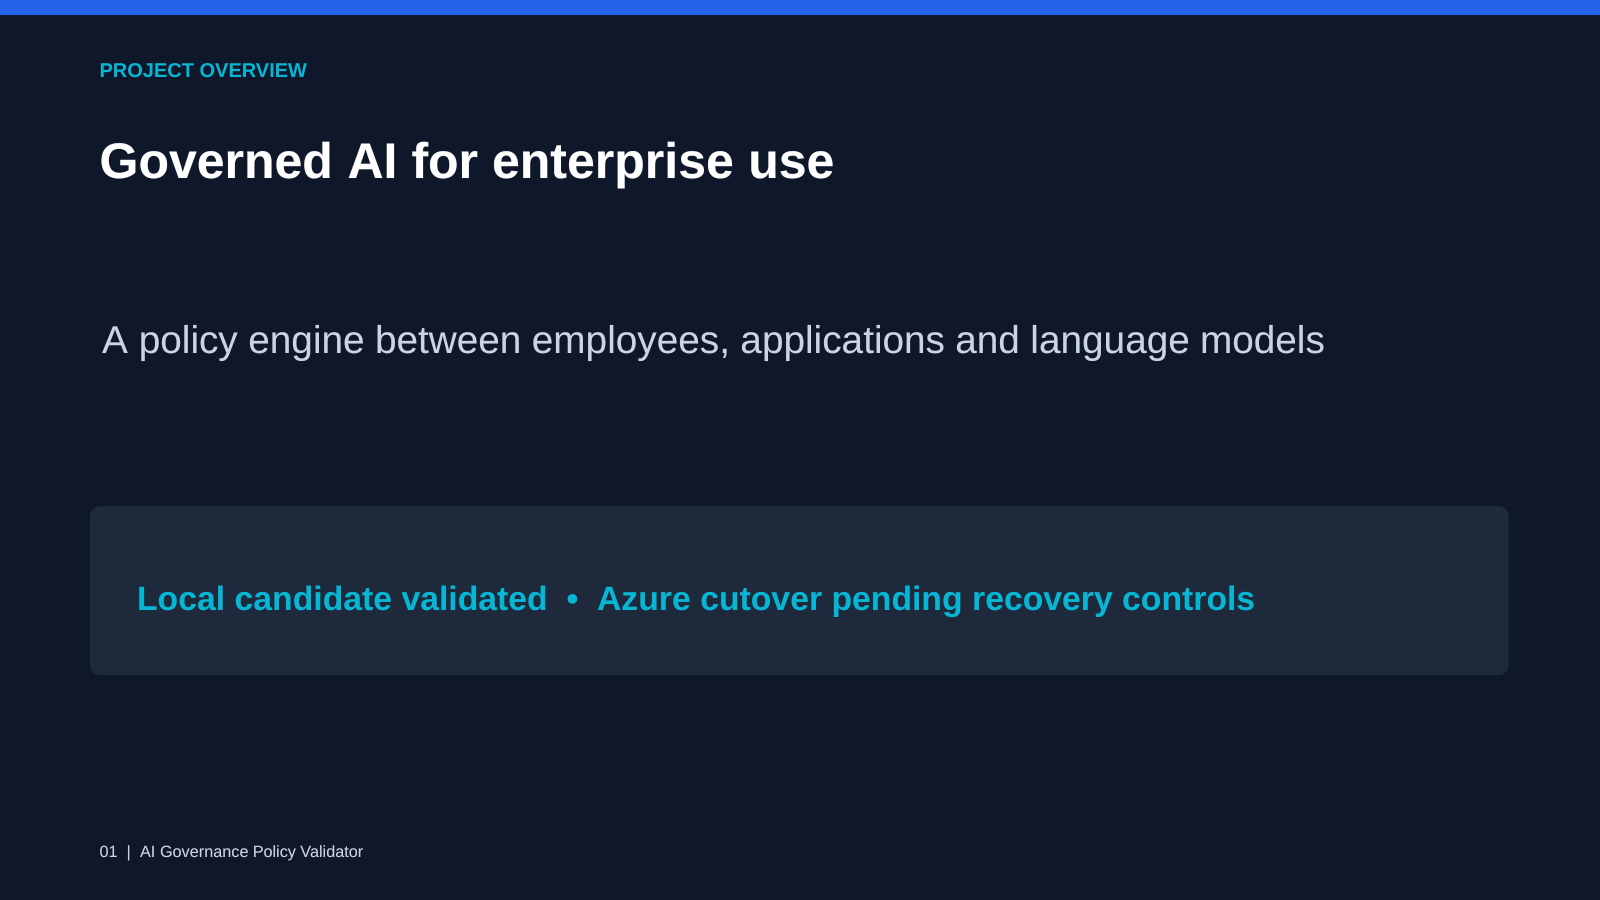 PROJECT OVERVIEW
Governed AI for enterprise use
A policy engine between employees, applications and language models
Local candidate validated • Azure cutover pending recovery controls
01 | AI Governance Policy Validator